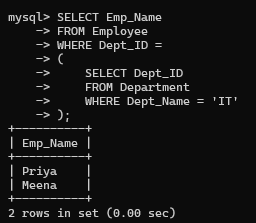 mysql> SELECT Emp_Name
    -> FROM Employee
    -> WHERE Dept_ID =
    -> (
    ->     SELECT Dept_ID
    ->     FROM Department
    ->     WHERE Dept_Name = 'IT'
    -> );
+----------+
| Emp_Name |
+----------+
| Priya    |
| Meena    |
+----------+
2 rows in set (0.00 sec)